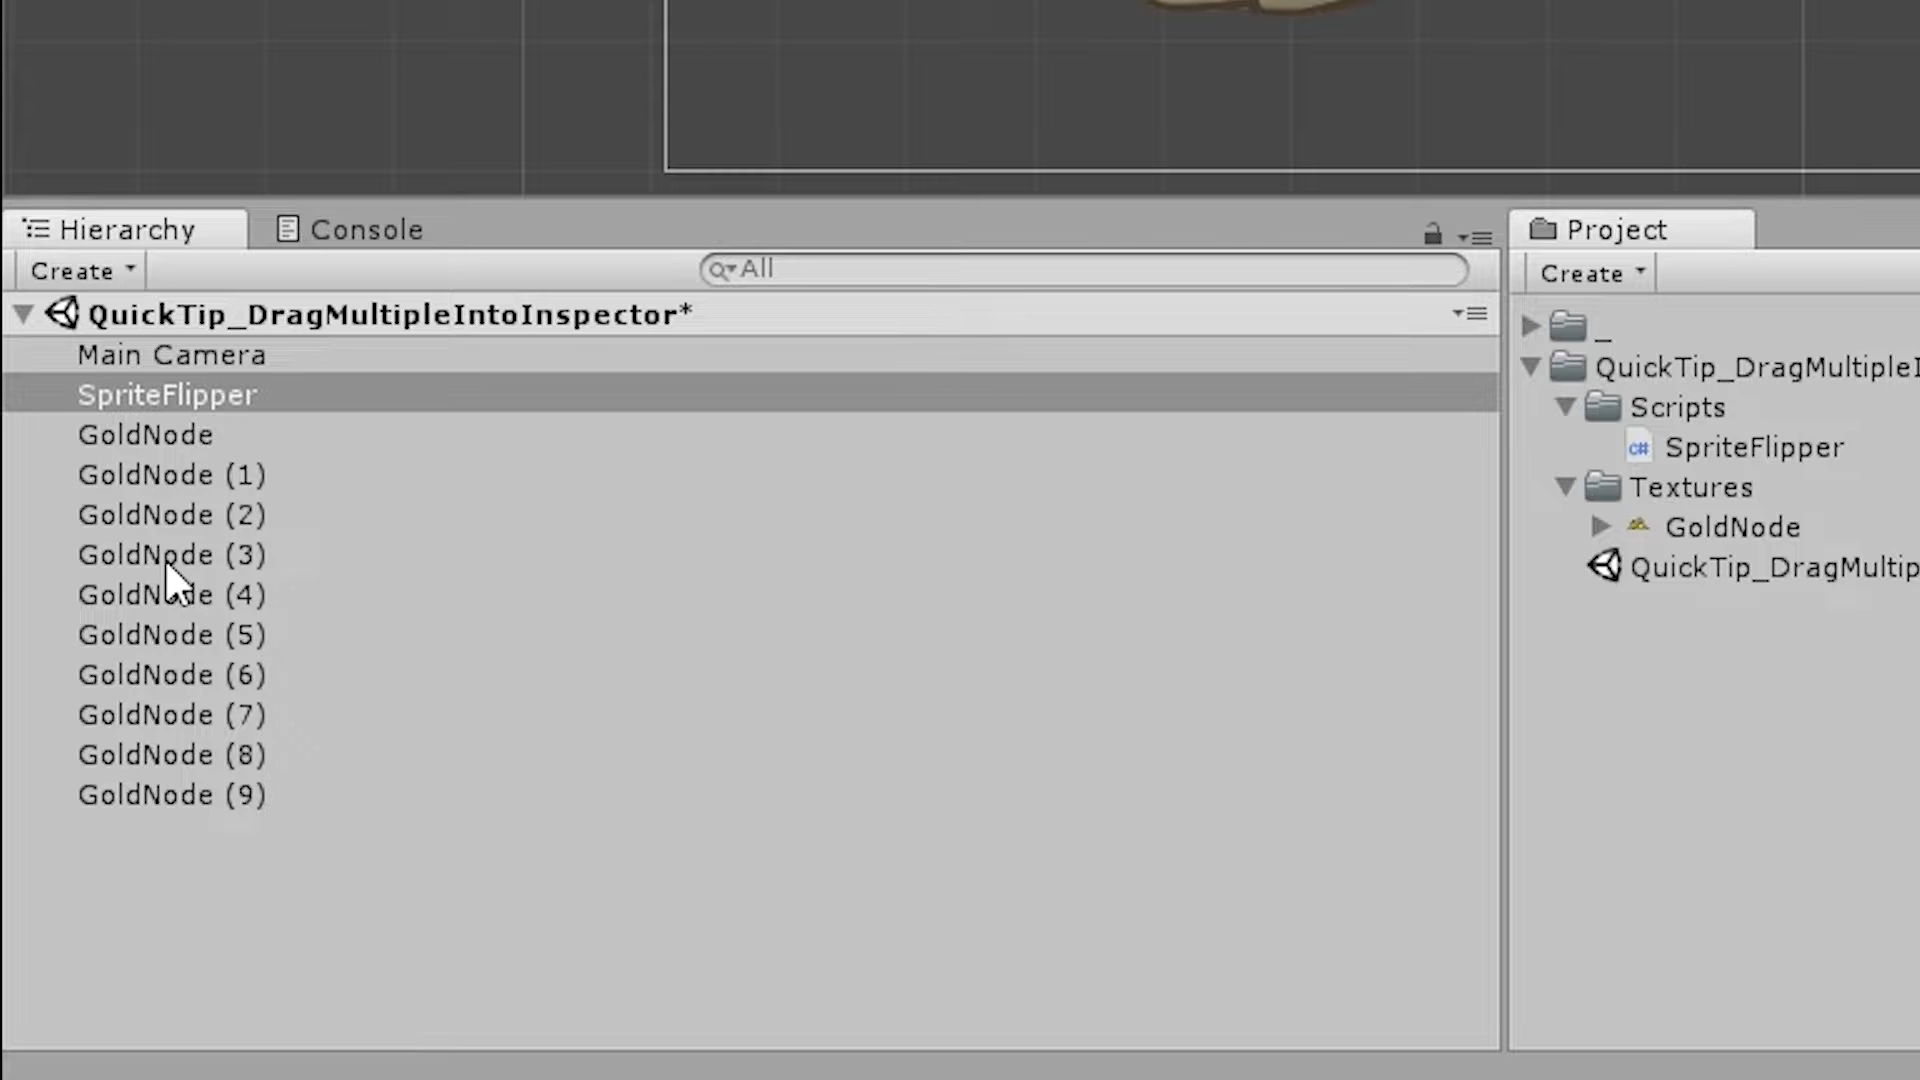 Hierarchy
Console
Create
All
QuickTip_DragMultipleIntoInspector*
Main Camera
SpriteFlipper
GoldNode
GoldNode (1)
GoldNode (2)
GoldNode (3)
GoldNode (4)
GoldNode (5)
GoldNode (6)
GoldNode (7)
GoldNode (8)
GoldNode (9)
Project
Create
_
QuickTip_DragMultipleI
Scripts
c#
SpriteFlipper
Textures
GoldNode
QuickTip_DragMultip